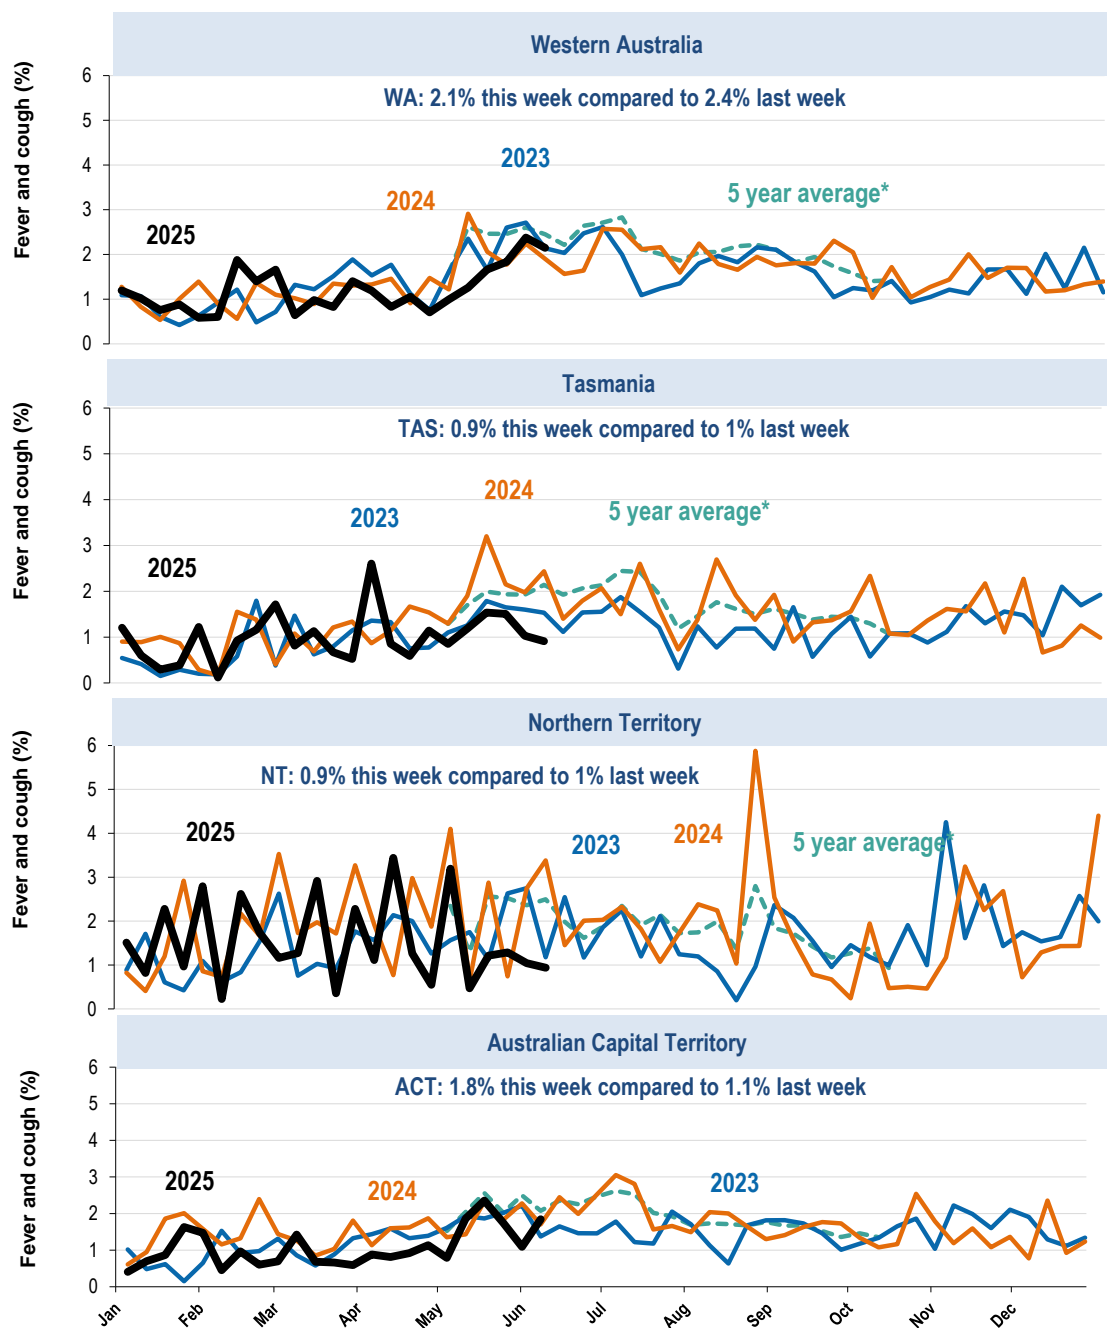 Western Australia
Fever and cough (%)
6
5
4
3
2
1
0
WA: 2.1% this week compared to 2.4% last week
2023
2024
5 year average*
2025
Tasmania
Fever and cough (%)
6
5
4
3
2
1
0
TAS: 0.9% this week compared to 1% last week
2024
5 year average*
2023
2025
Northern Territory
Fever and cough (%)
6
5
4
3
2
1
0
NT: 0.9% this week compared to 1% last week
2025
2024
2023
5 year average*
Australian Capital Territory
Fever and cough (%)
6
5
4
3
2
1
0
ACT: 1.8% this week compared to 1.1% last week
2025
2024
2023
Jan
Feb
Mar
Apr
May
Jun
Jul
Aug
Sep
Oct
Nov
Dec